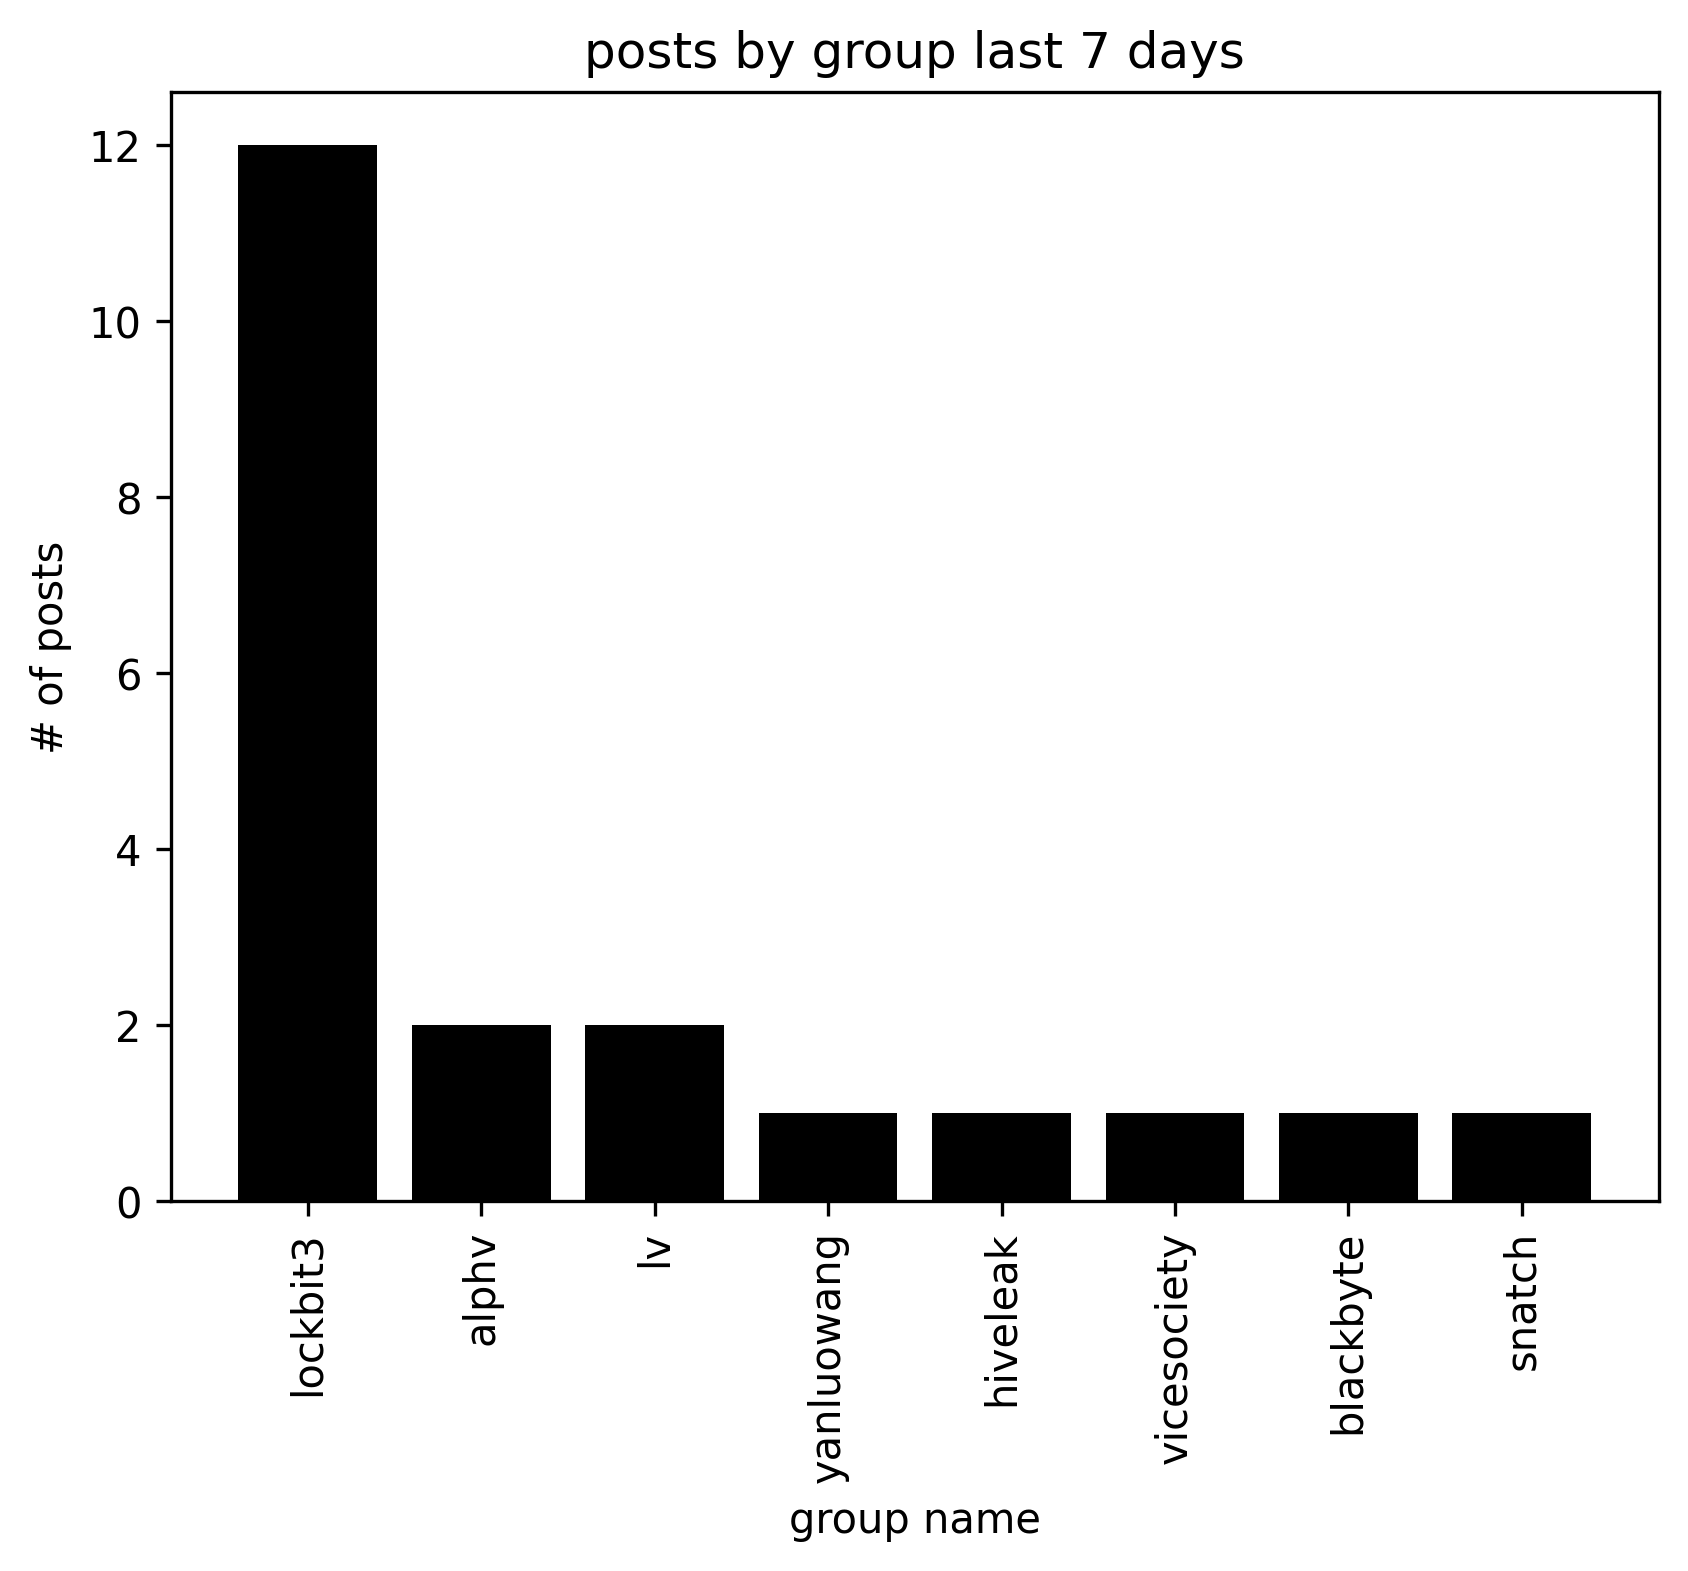 posts by group last 7 days
12
10
8
6
4
2
0
# of posts
lockbit3
alphv
lv
yanluowang
hiveleak
vicesociety
blackbyte
snatch
group name